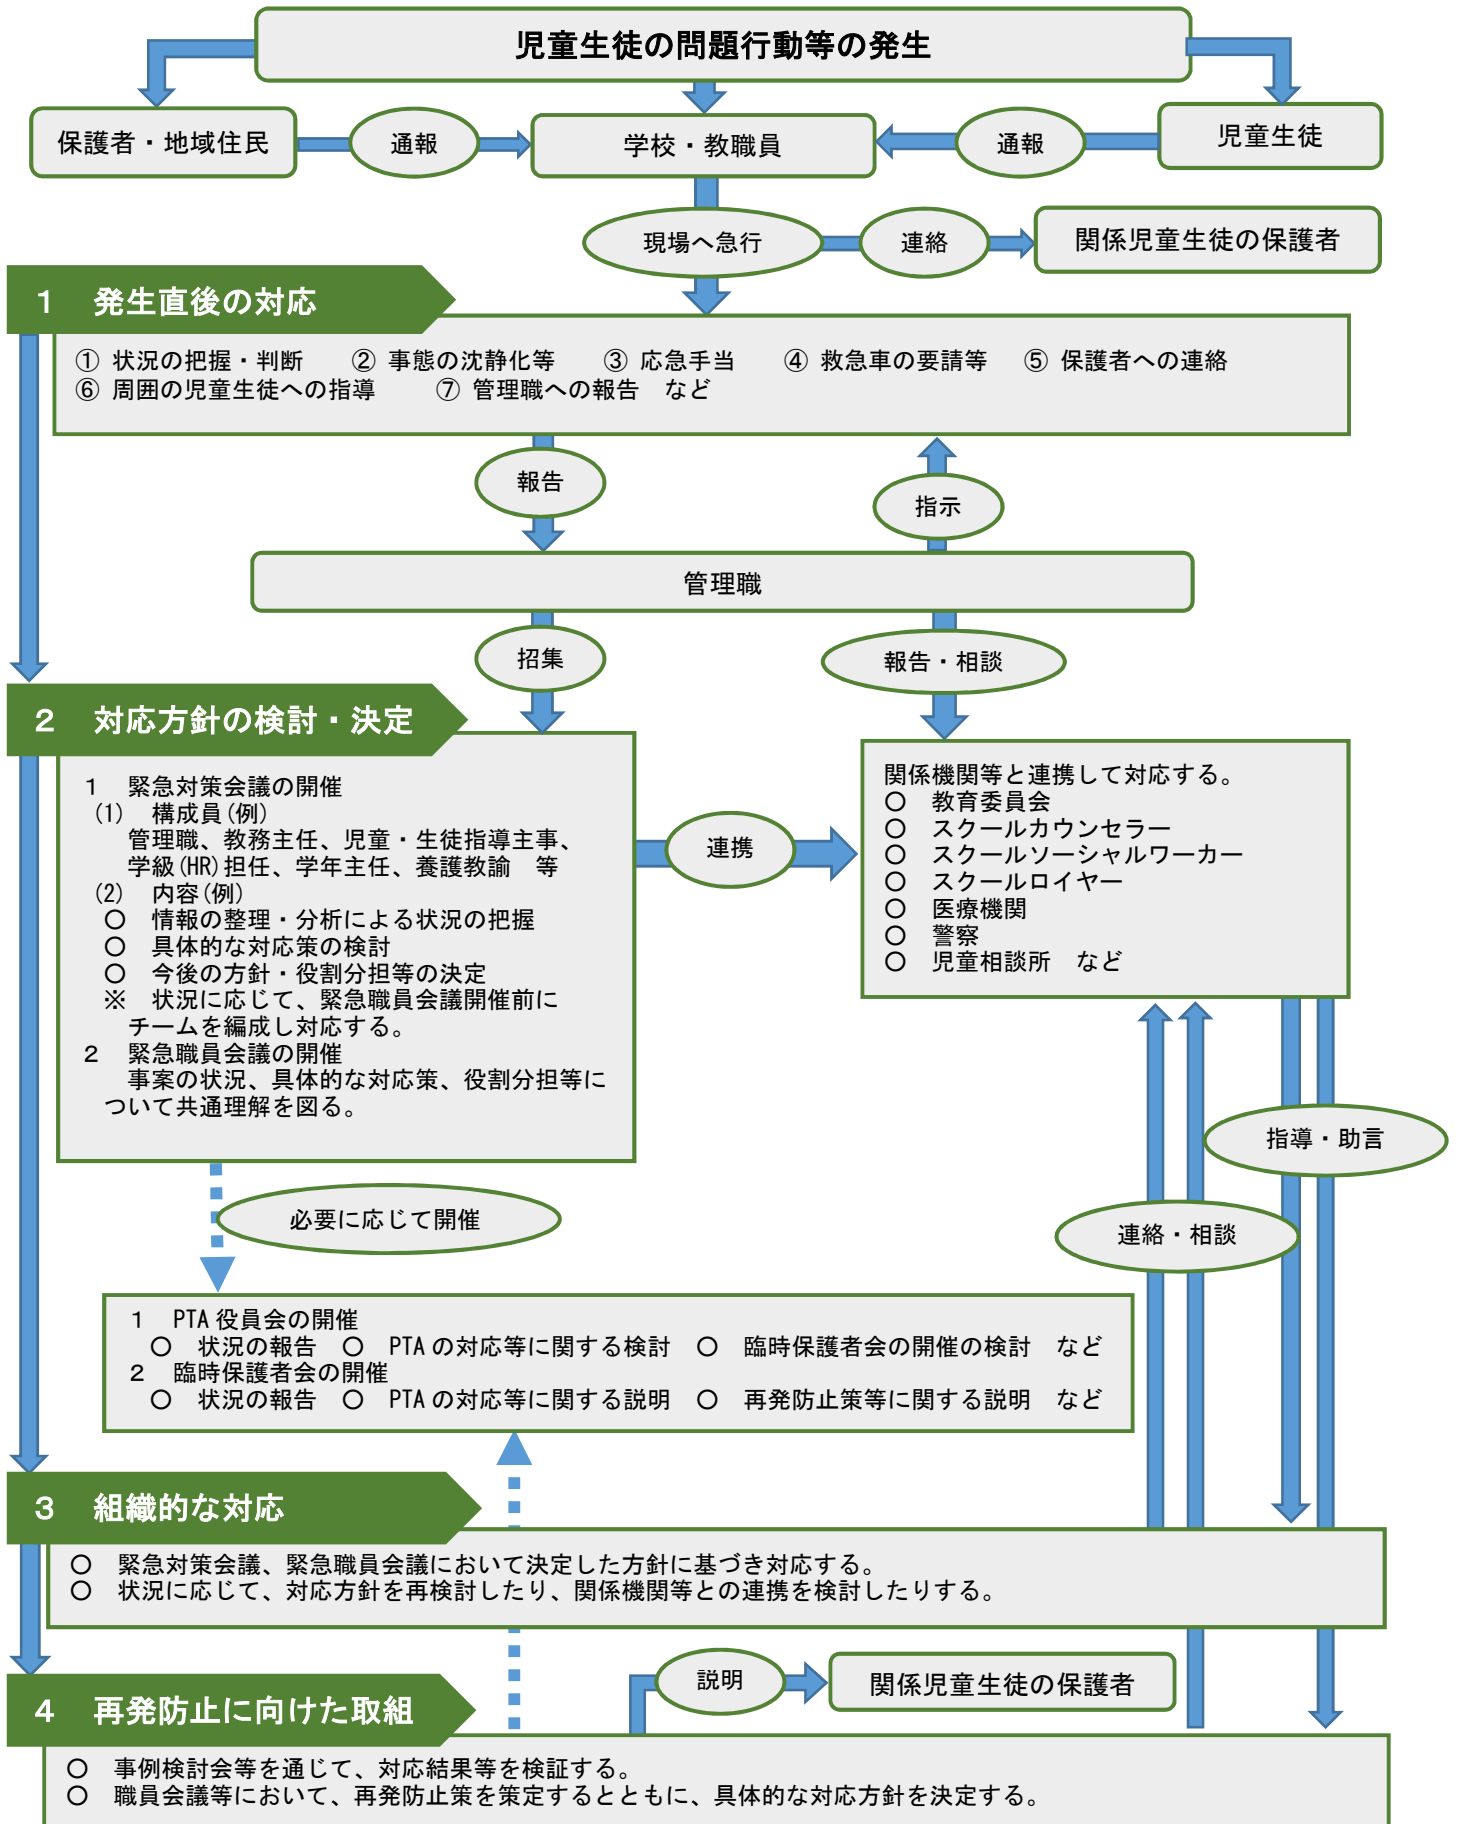 児童生徒の問題行動等の発生
保護者・地域住民
通報
学校・教職員
通報
児童生徒
現場へ急行
連絡
関係児童生徒の保護者
１　発生直後の対応
① 状況の把握・判断　② 事態の沈静化等　③ 応急手当　④ 救急車の要請等　⑤ 保護者への連絡
⑥ 周囲の児童生徒への指導　⑦ 管理職への報告　など
報告
指示
管理職
招集
報告・相談
２　対応方針の検討・決定
１　緊急対策会議の開催
(1)　構成員(例)
管理職、教務主任、児童・生徒指導主事、
学級(HR)担任、学年主任、養護教諭　等
(2)　内容(例)
○　情報の整理・分析による状況の把握
○　具体的な対応策の検討
○　今後の方針・役割分担等の決定
※　状況に応じて、緊急職員会議開催前に
チームを編成し対応する。
２　緊急職員会議の開催
事案の状況、具体的な対応策、役割分担等に
ついて共通理解を図る。
連携
関係機関等と連携して対応する。
○　教育委員会
○　スクールカウンセラー
○　スクールソーシャルワーカー
○　スクールロイヤー
○　医療機関
○　警察
○　児童相談所　など
指導・助言
連絡・相談
必要に応じて開催
１　PTA役員会の開催
○　状況の報告　○　PTAの対応等に関する検討　○　臨時保護者会の開催の検討　など
２　臨時保護者会の開催
○　状況の報告　○　PTAの対応等に関する説明　○　再発防止策等に関する説明　など
３　組織的な対応
○　緊急対策会議、緊急職員会議において決定した方針に基づき対応する。
○　状況に応じて、対応方針を再検討したり、関係機関等との連携を検討したりする。
説明
関係児童生徒の保護者
４　再発防止に向けた取組
○　事例検討会等を通じて、対応結果等を検証する。
○　職員会議等において、再発防止策を策定するとともに、具体的な対応方針を決定する。